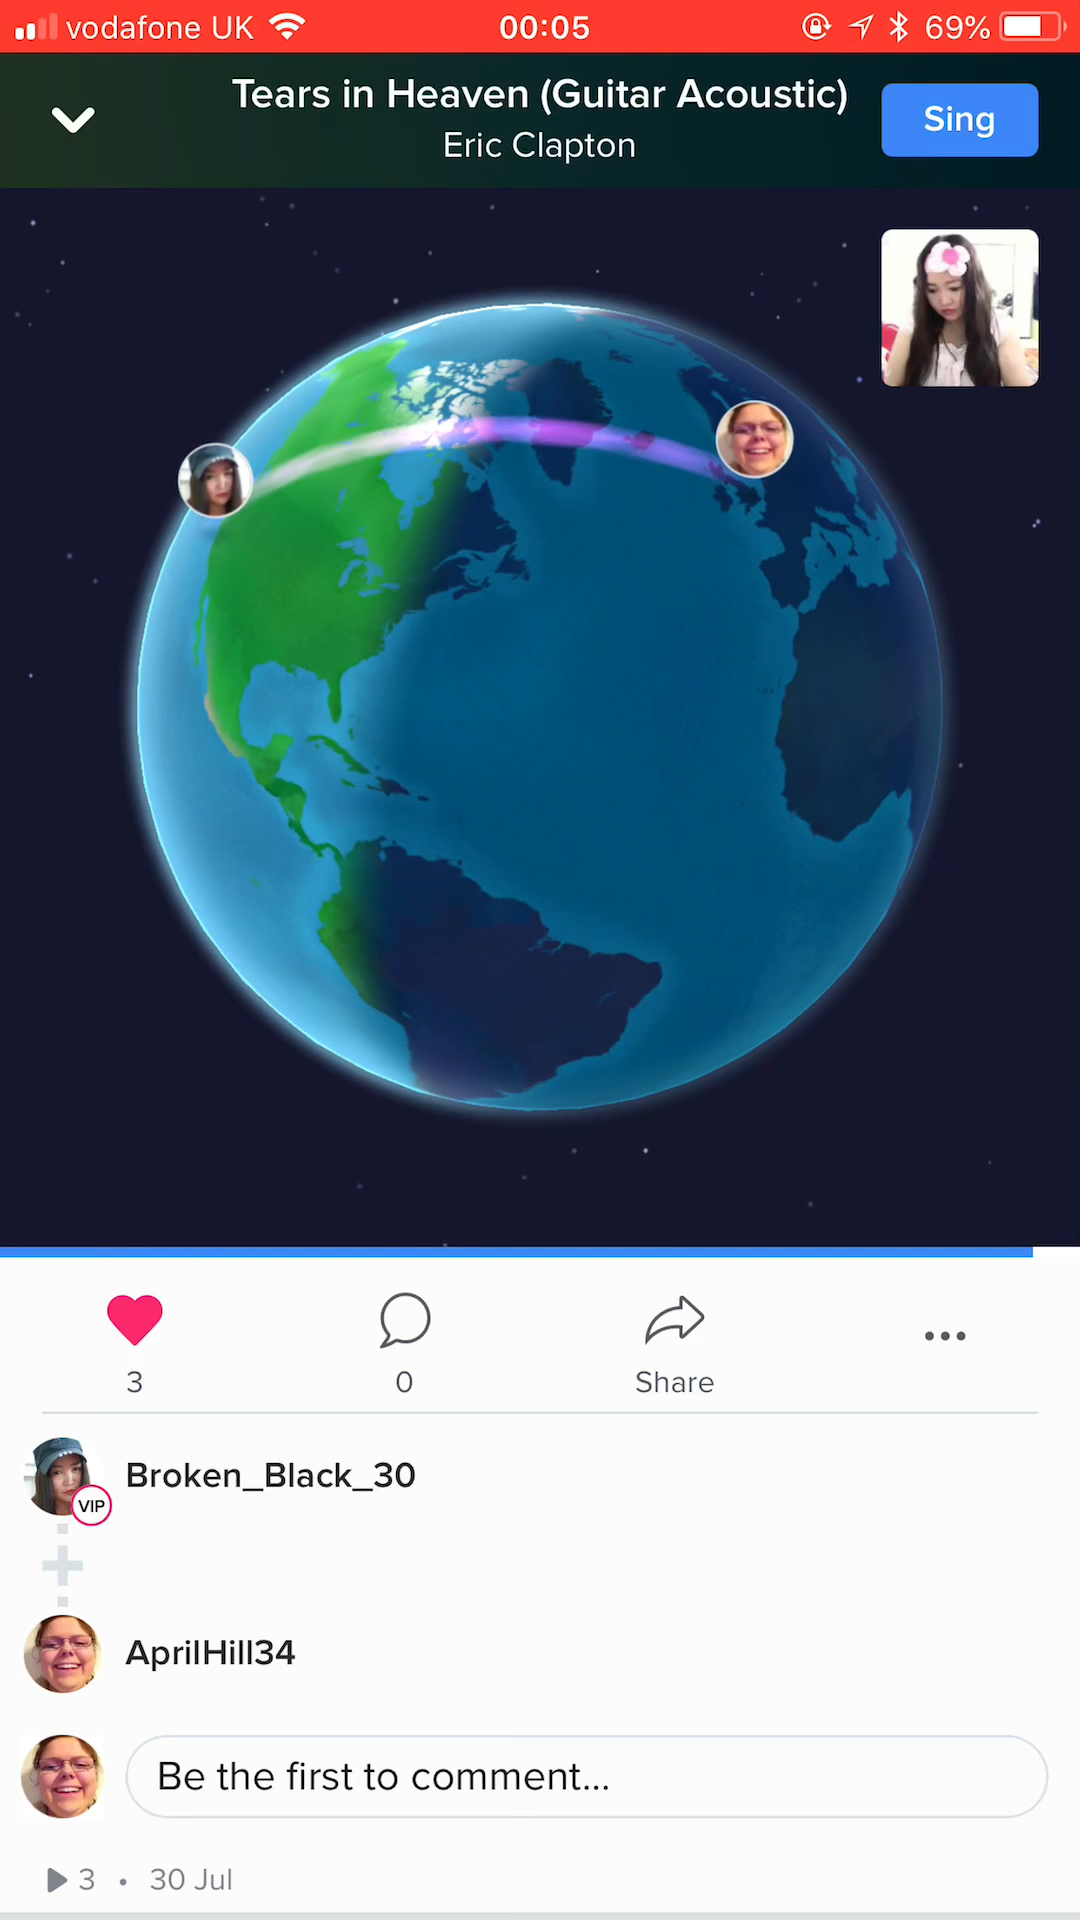 vodafone UK
00:05
69%
Tears in Heaven (Guitar Acoustic)
Eric Clapton
Sing
3
0
Share
Broken_Black_30
VIP
AprilHill34
Be the first to comment...
3 • 30 Jul